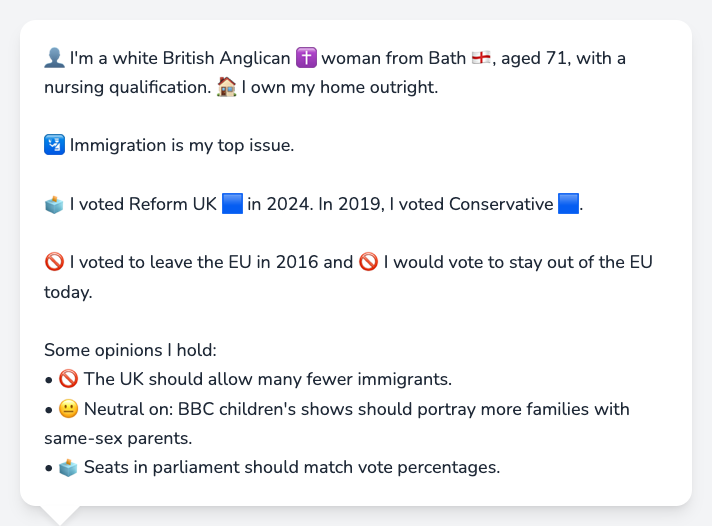 👤 I'm a white British Anglican ✝️ woman from Bath 🏴󠁧󠁢󠁥󠁮󠁧󠁿, aged 71, with a
nursing qualification. 🏠 I own my home outright.
🛂 Immigration is my top issue.
🗳️ I voted Reform UK 🟦 in 2024. In 2019, I voted Conservative 🟦.
🚫 I voted to leave the EU in 2016 and 🚫 I would vote to stay out of the EU
today.
Some opinions I hold:
• 🚫 The UK should allow many fewer immigrants.
• 😐 Neutral on: BBC children's shows should portray more families with
same-sex parents.
• 🗳️ Seats in parliament should match vote percentages.